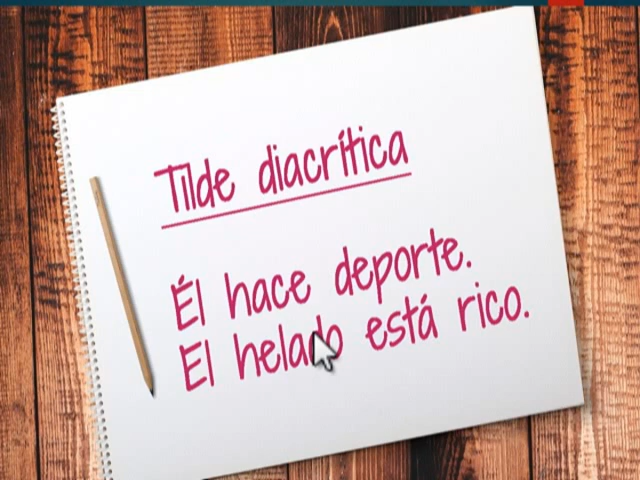 Tilde diacrítica
Él hace deporte.
El helado está rico.